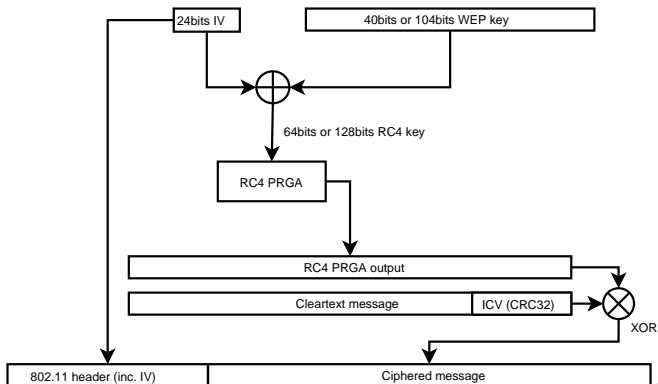 24bits IV
40bits or 104bits WEP key
64bits or 128bits RC4 key
RC4 PRGA
RC4 PRGA output
Cleartext message
ICV (CRC32)
XOR
802.11 header (inc. IV)
Ciphered message